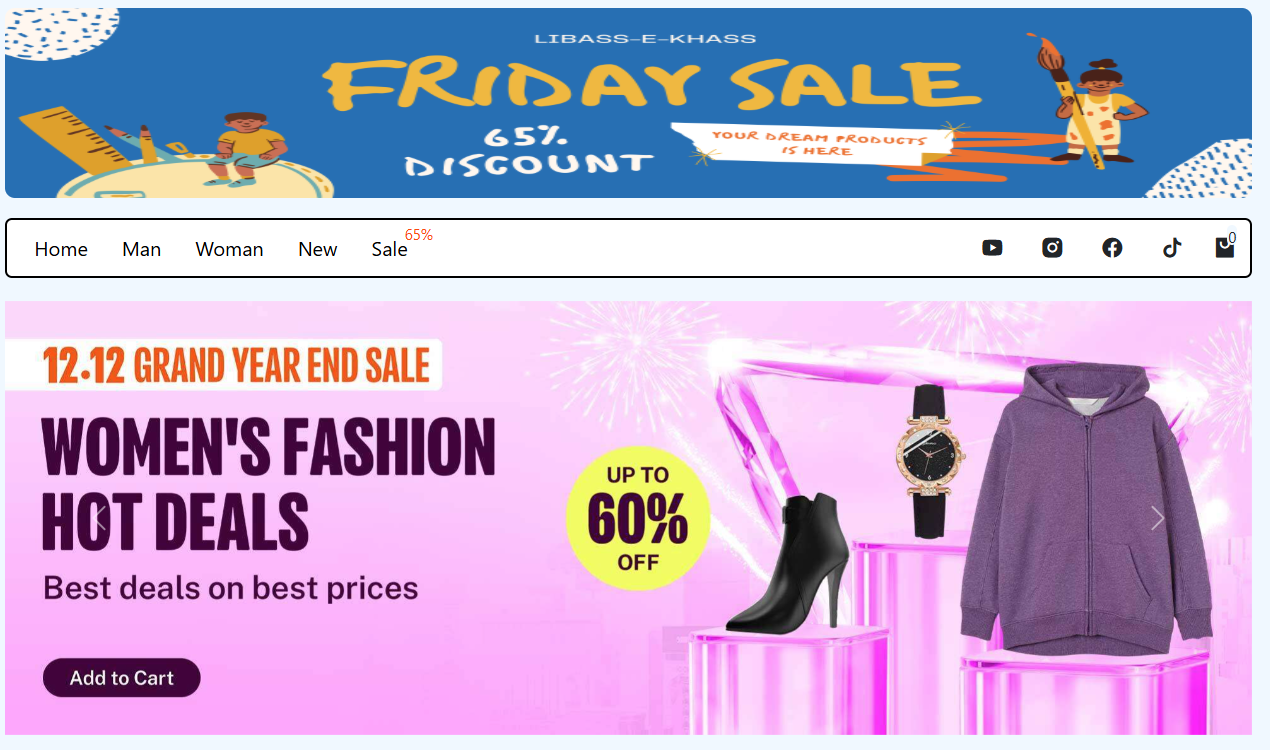 LIBASS-E-KHASS
FRIDAY SALE
65%
DISCOUNT
YOUR DREAM PRODUCTS
IS HERE
Home
Man
Woman
New
Sale
65%
0
12.12 GRAND YEAR END SALE
WOMEN'S FASHION
HOT DEALS
Best deals on best prices
Add to Cart
UP TO
60%
OFF